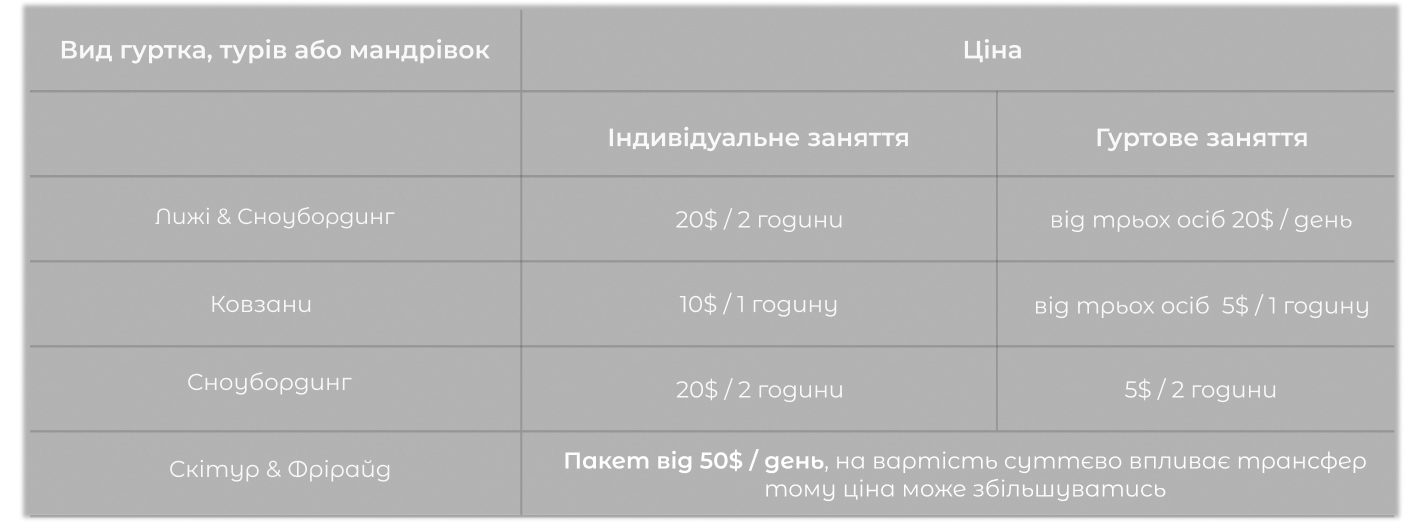 Вид гуртка, турів або мандрівок
Ціна
Індивідуальне заняття
Гуртове заняття
Лижі & Сноубординг
20$ / 2 години
від трьох осіб 20$ / день
Ковзани
10$ / 1 годину
від трьох осіб 5$ / 1 годину
Сноубординг
20$ / 2 години
5$ / 2 години
Скітур & Фрірайд
Пакет від 50$ / день, на вартість суттєво впливає трансфер
тому ціна може збільшуватись